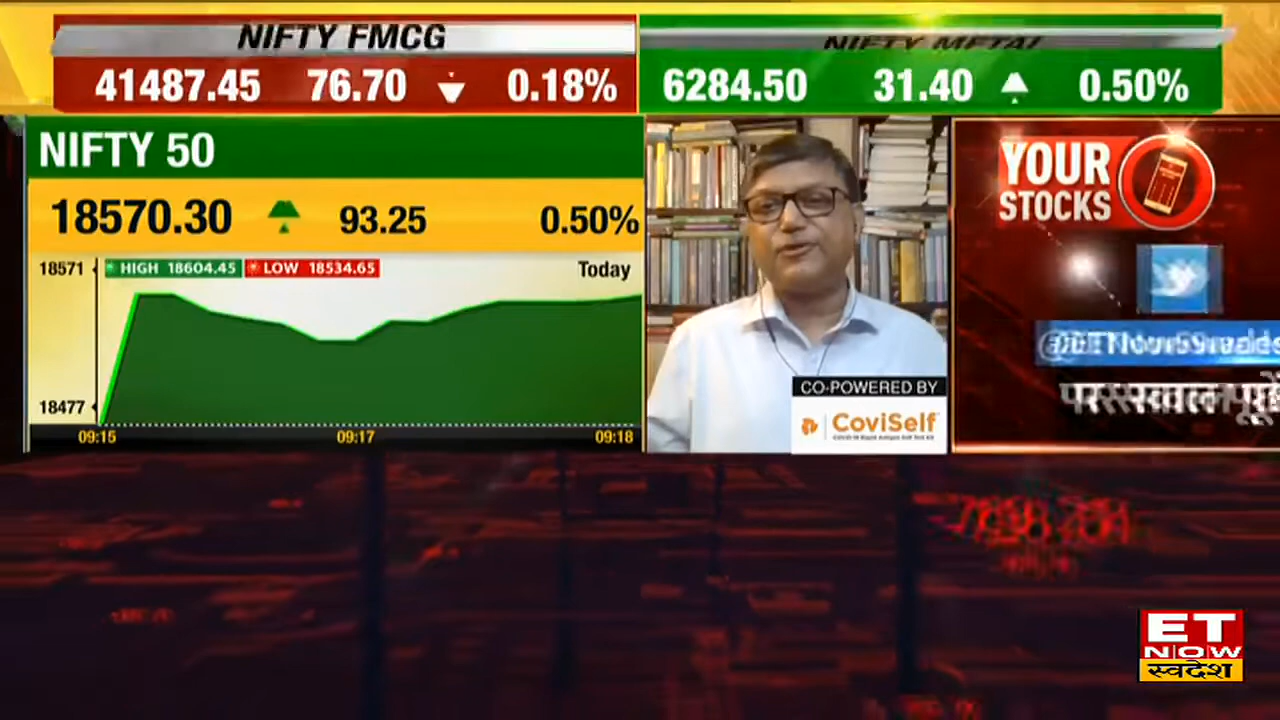 NIFTY FMCG
41487.45 76.70 0.18%
NIFTY METAL
6284.50 31.40 0.50%
NIFTY 50
18570.30 93.25 0.50%
18571
HIGH 18604.45 LOW 18534.65
Today
18477
09:15 09:17 09:18
CO-POWERED BY
CoviSelf
YOUR
STOCKS
ET
NOW
स्वदेश